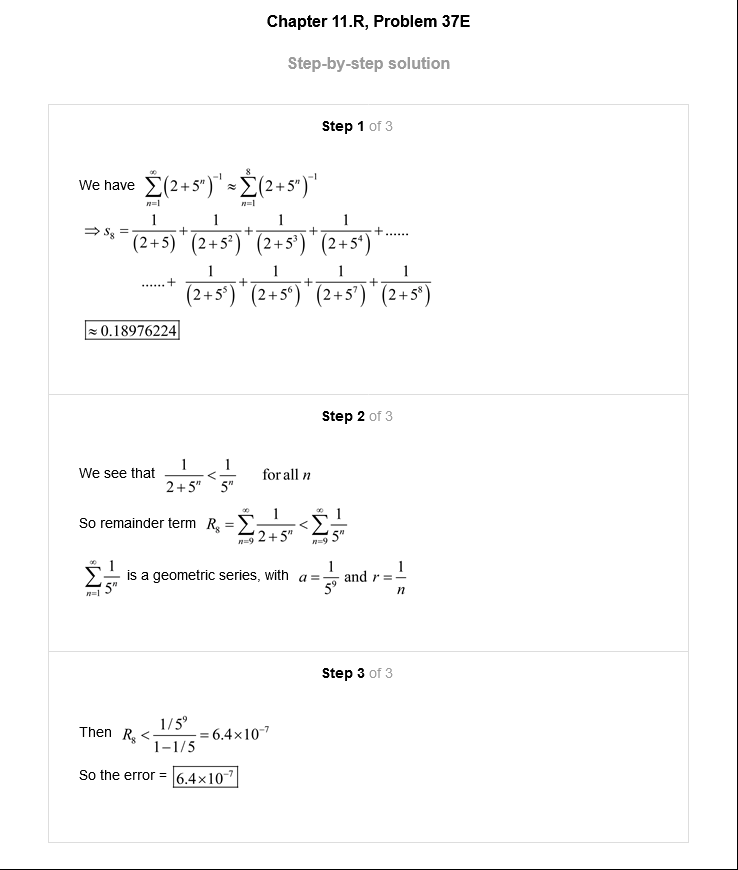 Chapter 11.R, Problem 37E
Step-by-step solution
Step 1 of 3
We have $\sum_{n=1}^{\infty}(2+5^n)^{-1} \approx \sum_{n=1}^{8}(2+5^n)^{-1}$
$\Rightarrow s_8 = \frac{1}{(2+5)}+\frac{1}{(2+5^2)}+\frac{1}{(2+5^3)}+\frac{1}{(2+5^4)}+......$
$......+\frac{1}{(2+5^5)}+\frac{1}{(2+5^6)}+\frac{1}{(2+5^7)}+\frac{1}{(2+5^8)}$
≈ 0.18976224
Step 2 of 3
We see that $\frac{1}{2+5^n}<\frac{1}{5^n}$ for all n
So remainder term $R_8=\sum_{n=9}^{\infty}\frac{1}{2+5^n}<\sum_{n=9}^{\infty}\frac{1}{5^n}$
$\sum_{n=1}^{\infty}\frac{1}{5^n}$ is a geometric series, with $a=\frac{1}{5^9}$ and $r=\frac{1}{n}$
Step 3 of 3
Then $R_8<\frac{1/5^9}{1-1/5}=6.4\times10^{-7}$
So the error = $6.4\times10^{-7}$